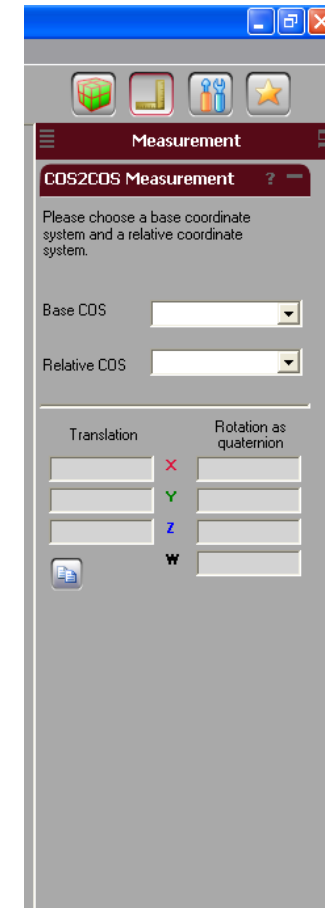 Measurement
COS2COS Measurement ?
Please choose a base coordinate
system and a relative coordinate
system.
Base COS
Relative COS
Translation
Rotation as
quaternion
X
Y
Z
W